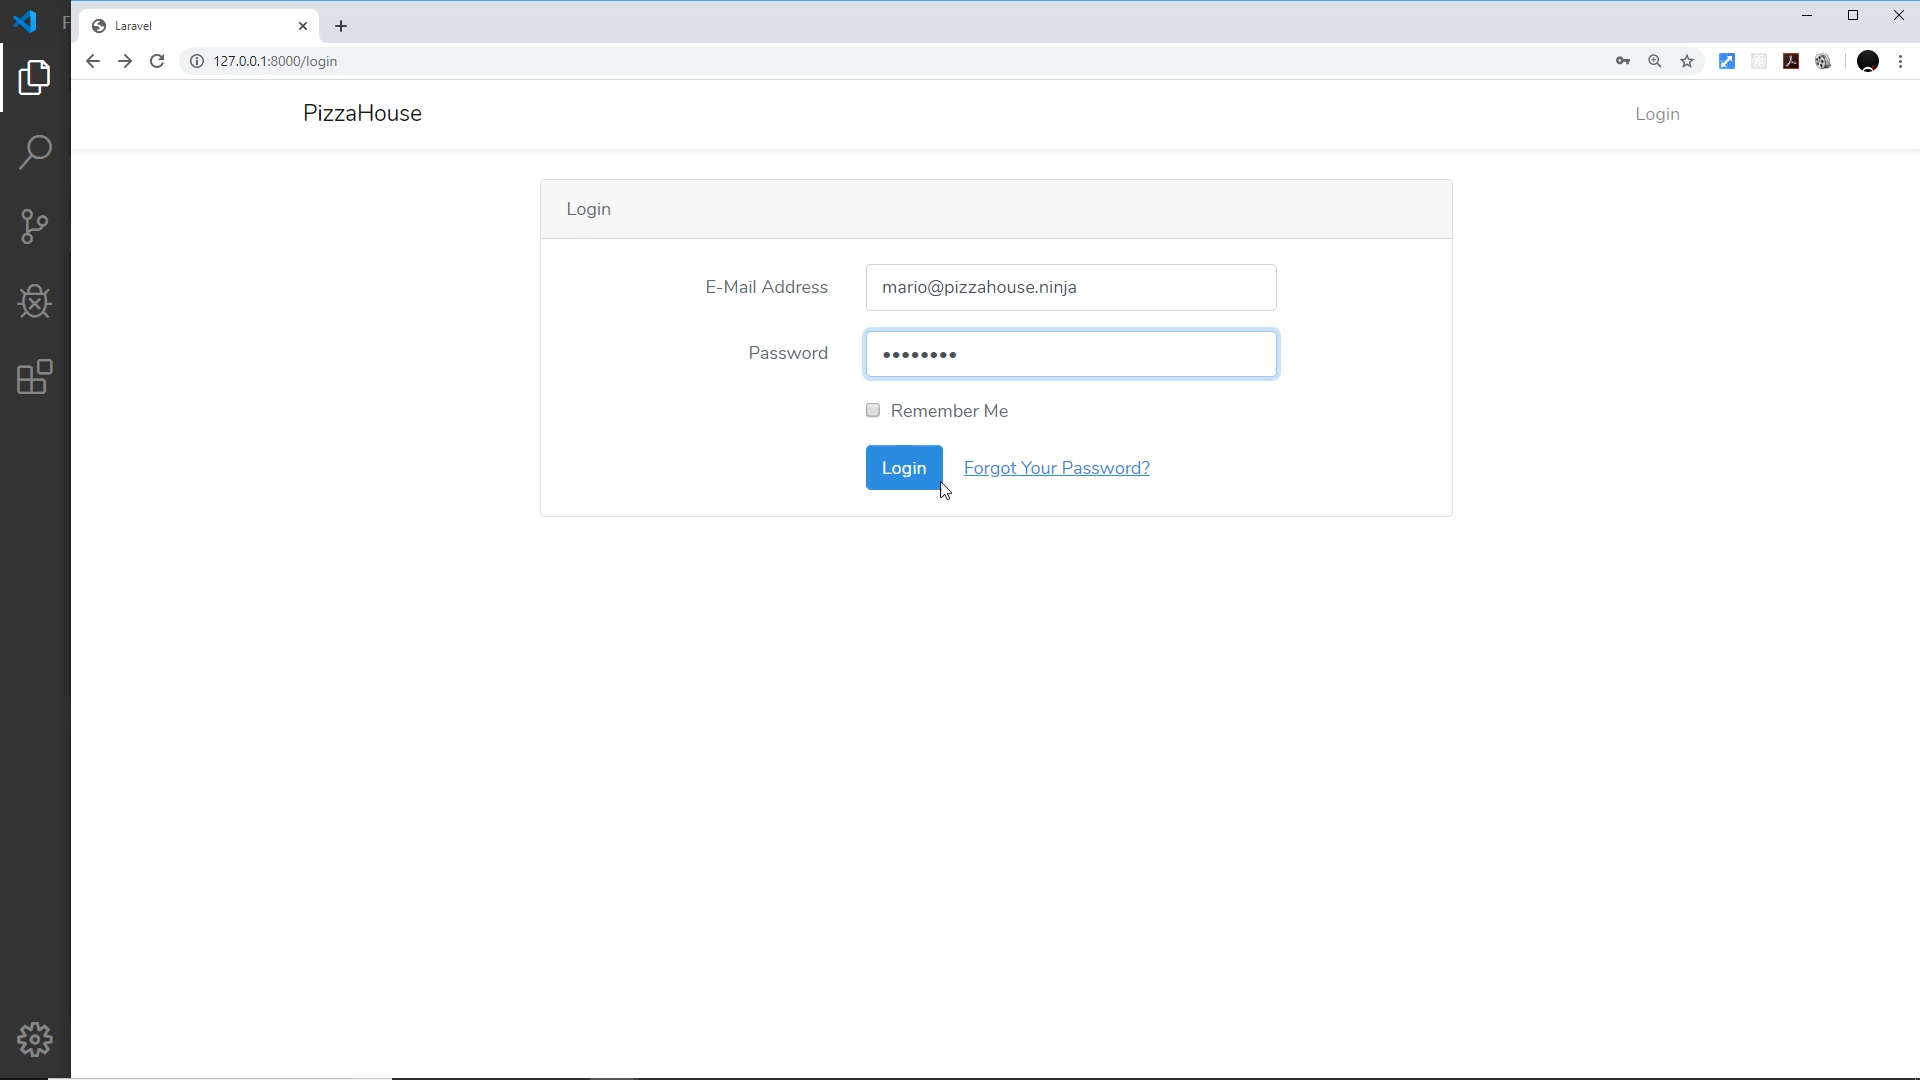 F
Laravel
127.0.0.1:8000/login
PizzaHouse
Login
Login
E-Mail Address
mario@pizzahouse.ninja
Password
••••••••
Remember Me
Login
Forgot Your Password?